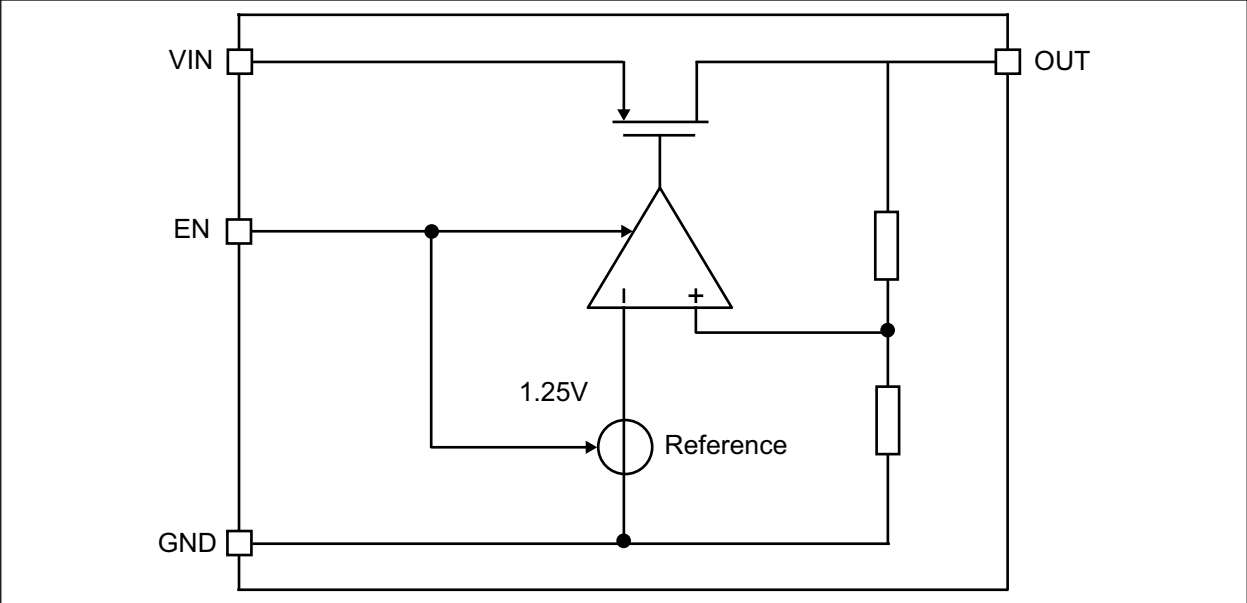 VIN
OUT
EN
– +
1.25V
Reference
GND